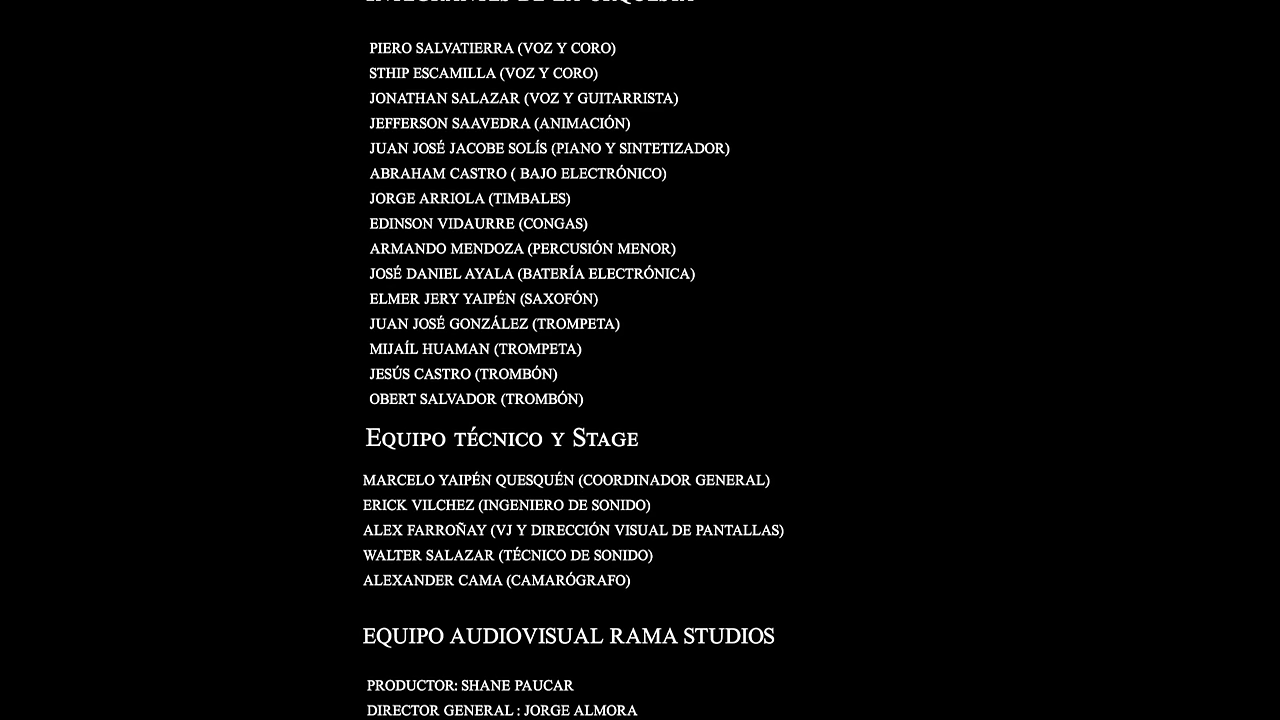 INTEGRANTES DE LA ORQUESTA
PIERO SALVATIERRA (VOZ Y CORO)
STHIP ESCAMILLA (VOZ Y CORO)
JONATHAN SALAZAR (VOZ Y GUITARRISTA)
JEFFERSON SAAVEDRA (ANIMACIÓN)
JUAN JOSÉ JACOBE SOLÍS (PIANO Y SINTETIZADOR)
ABRAHAM CASTRO ( BAJO ELECTRÓNICO)
JORGE ARRIOLA (TIMBALES)
EDINSON VIDAURRE (CONGAS)
ARMANDO MENDOZA (PERCUSIÓN MENOR)
JOSÉ DANIEL AYALA (BATERÍA ELECTRÓNICA)
ELMER JERY YAIPÉN (SAXOFÓN)
JUAN JOSÉ GONZÁLEZ (TROMPETA)
MIJAÍL HUAMAN (TROMPETA)
JESÚS CASTRO (TROMBÓN)
OBERT SALVADOR (TROMBÓN)
EQUIPO TÉCNICO Y STAGE
MARCELO YAIPÉN QUESQUÉN (COORDINADOR GENERAL)
ERICK VILCHEZ (INGENIERO DE SONIDO)
ALEX FARROÑAY (VJ Y DIRECCIÓN VISUAL DE PANTALLAS)
WALTER SALAZAR (TÉCNICO DE SONIDO)
ALEXANDER CAMA (CAMARÓGRAFO)
EQUIPO AUDIOVISUAL RAMA STUDIOS
PRODUCTOR: SHANE PAUCAR
DIRECTOR GENERAL : JORGE ALMORA